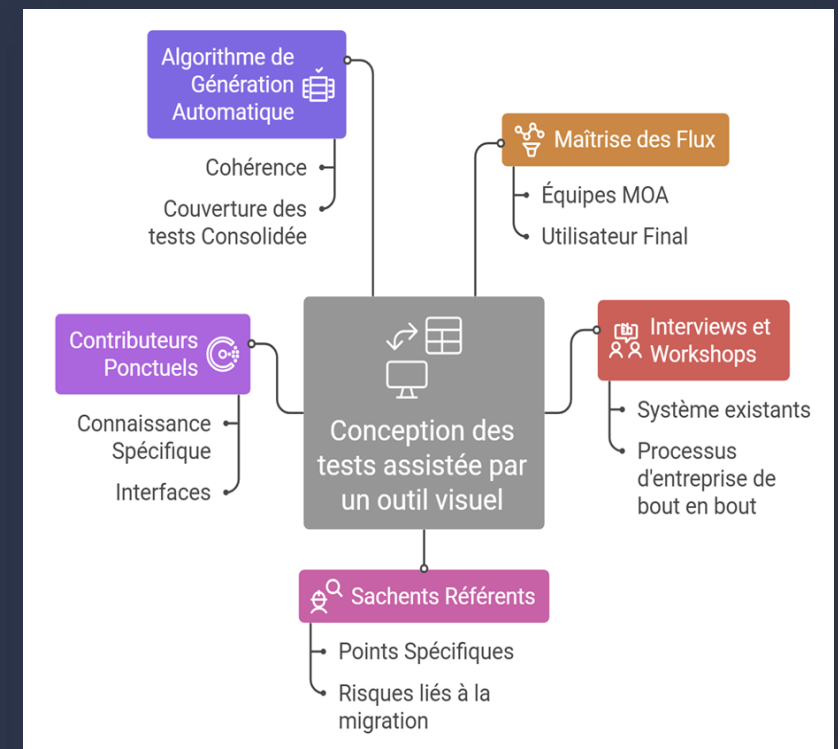 Algorithme de
Génération
Automatique
Cohérence
Couverture des
tests Consolidée
Maîtrise des Flux
Équipes MOA
Utilisateur Final
Contributeurs
Ponctuels
Connaissance
Spécifique
Interfaces
Conception des
tests assistée par
un outil visuel
Interviews et
Workshops
Système existants
Processus
d'entreprise de
bout en bout
Sachents Référents
Points Spécifiques
Risques liés à la
migration